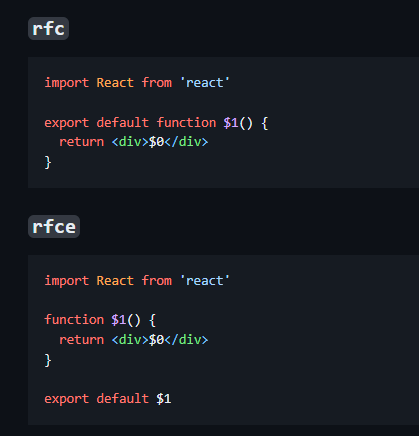 rfc
import React from 'react'
export default function $1() {
  return <div>$0</div>
}
rfce
import React from 'react'
function $1() {
  return <div>$0</div>
}
export default $1